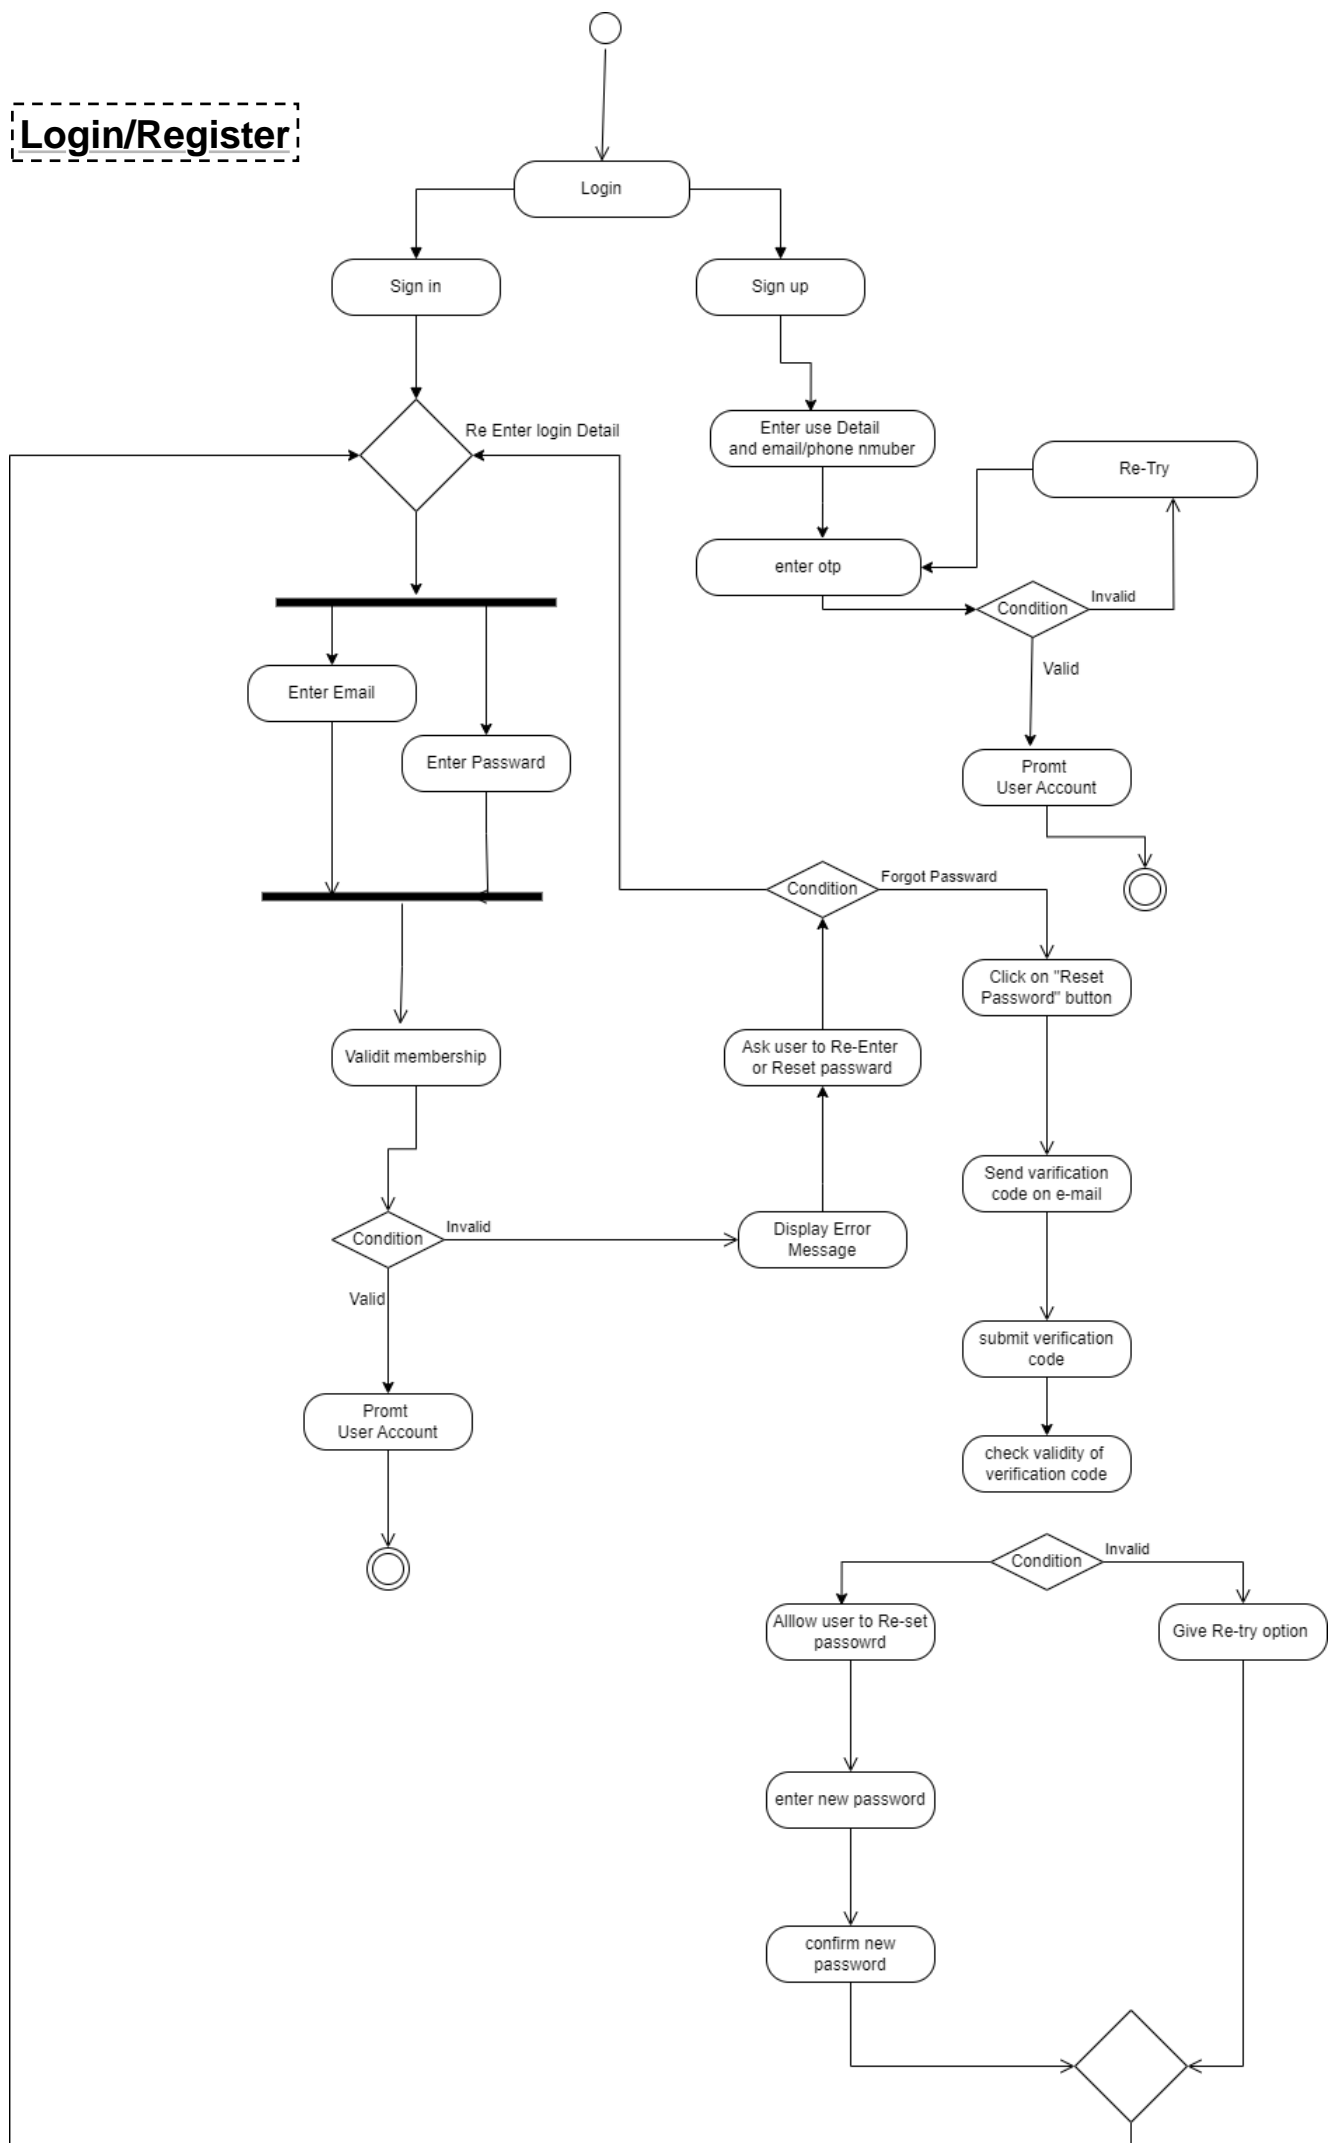 Login/Register
Login
Sign in
Sign up
Re Enter login Detail
Enter use Detail
and email/phone nmuber
Re-Try
enter otp
Condition
Invalid
Valid
Enter Email
Enter Passward
Promt
User Account
Condition
Forgot Passward
Click on "Reset
Password" button
Validit membership
Ask user to Re-Enter
or Reset passward
Send varification
code on e-mail
Condition
Invalid
Display Error
Message
Valid
submit verification
code
Promt
User Account
check validity of
verification code
Condition
Invalid
Alllow user to Re-set
passowrd
Give Re-try option
enter new password
confirm new
password